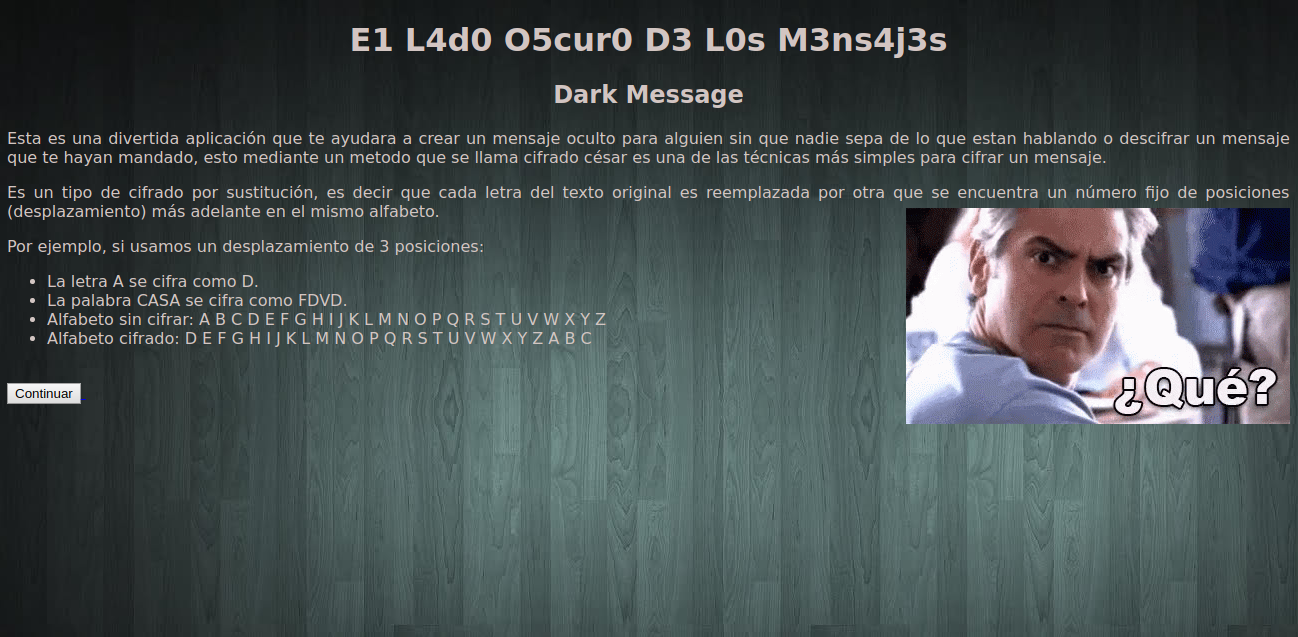 E1 L4d0 O5cur0 D3 L0s M3ns4j3s
Dark Message
Esta es una divertida aplicación que te ayudara a crear un mensaje oculto para alguien sin que nadie sepa de lo que estan hablando o descifrar un mensaje
que te hayan mandado, esto mediante un metodo que se llama cifrado césar es una de las técnicas más simples para cifrar un mensaje.
Es un tipo de cifrado por sustitución, es decir que cada letra del texto original es reemplazada por otra que se encuentra un número fijo de posiciones
(desplazamiento) más adelante en el mismo alfabeto.
Por ejemplo, si usamos un desplazamiento de 3 posiciones:
• La letra A se cifra como D.
• La palabra CASA se cifra como FDVD.
• Alfabeto sin cifrar: A B C D E F G H I J K L M N O P Q R S T U V W X Y Z
• Alfabeto cifrado: D E F G H I J K L M N O P Q R S T U V W X Y Z A B C
¿Qué?
Continuar